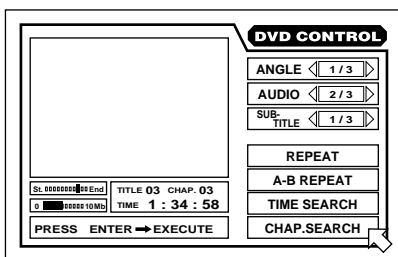 DVD CONTROL
ANGLE 1 / 3
AUDIO 2 / 3
SUB-TITLE 1 / 3
REPEAT
A-B REPEAT
TIME SEARCH
CHAP.SEARCH
St. End
0 10Mb
TITLE 03 CHAP. 03
TIME 1 : 34 : 58
PRESS ENTER ➡ EXECUTE